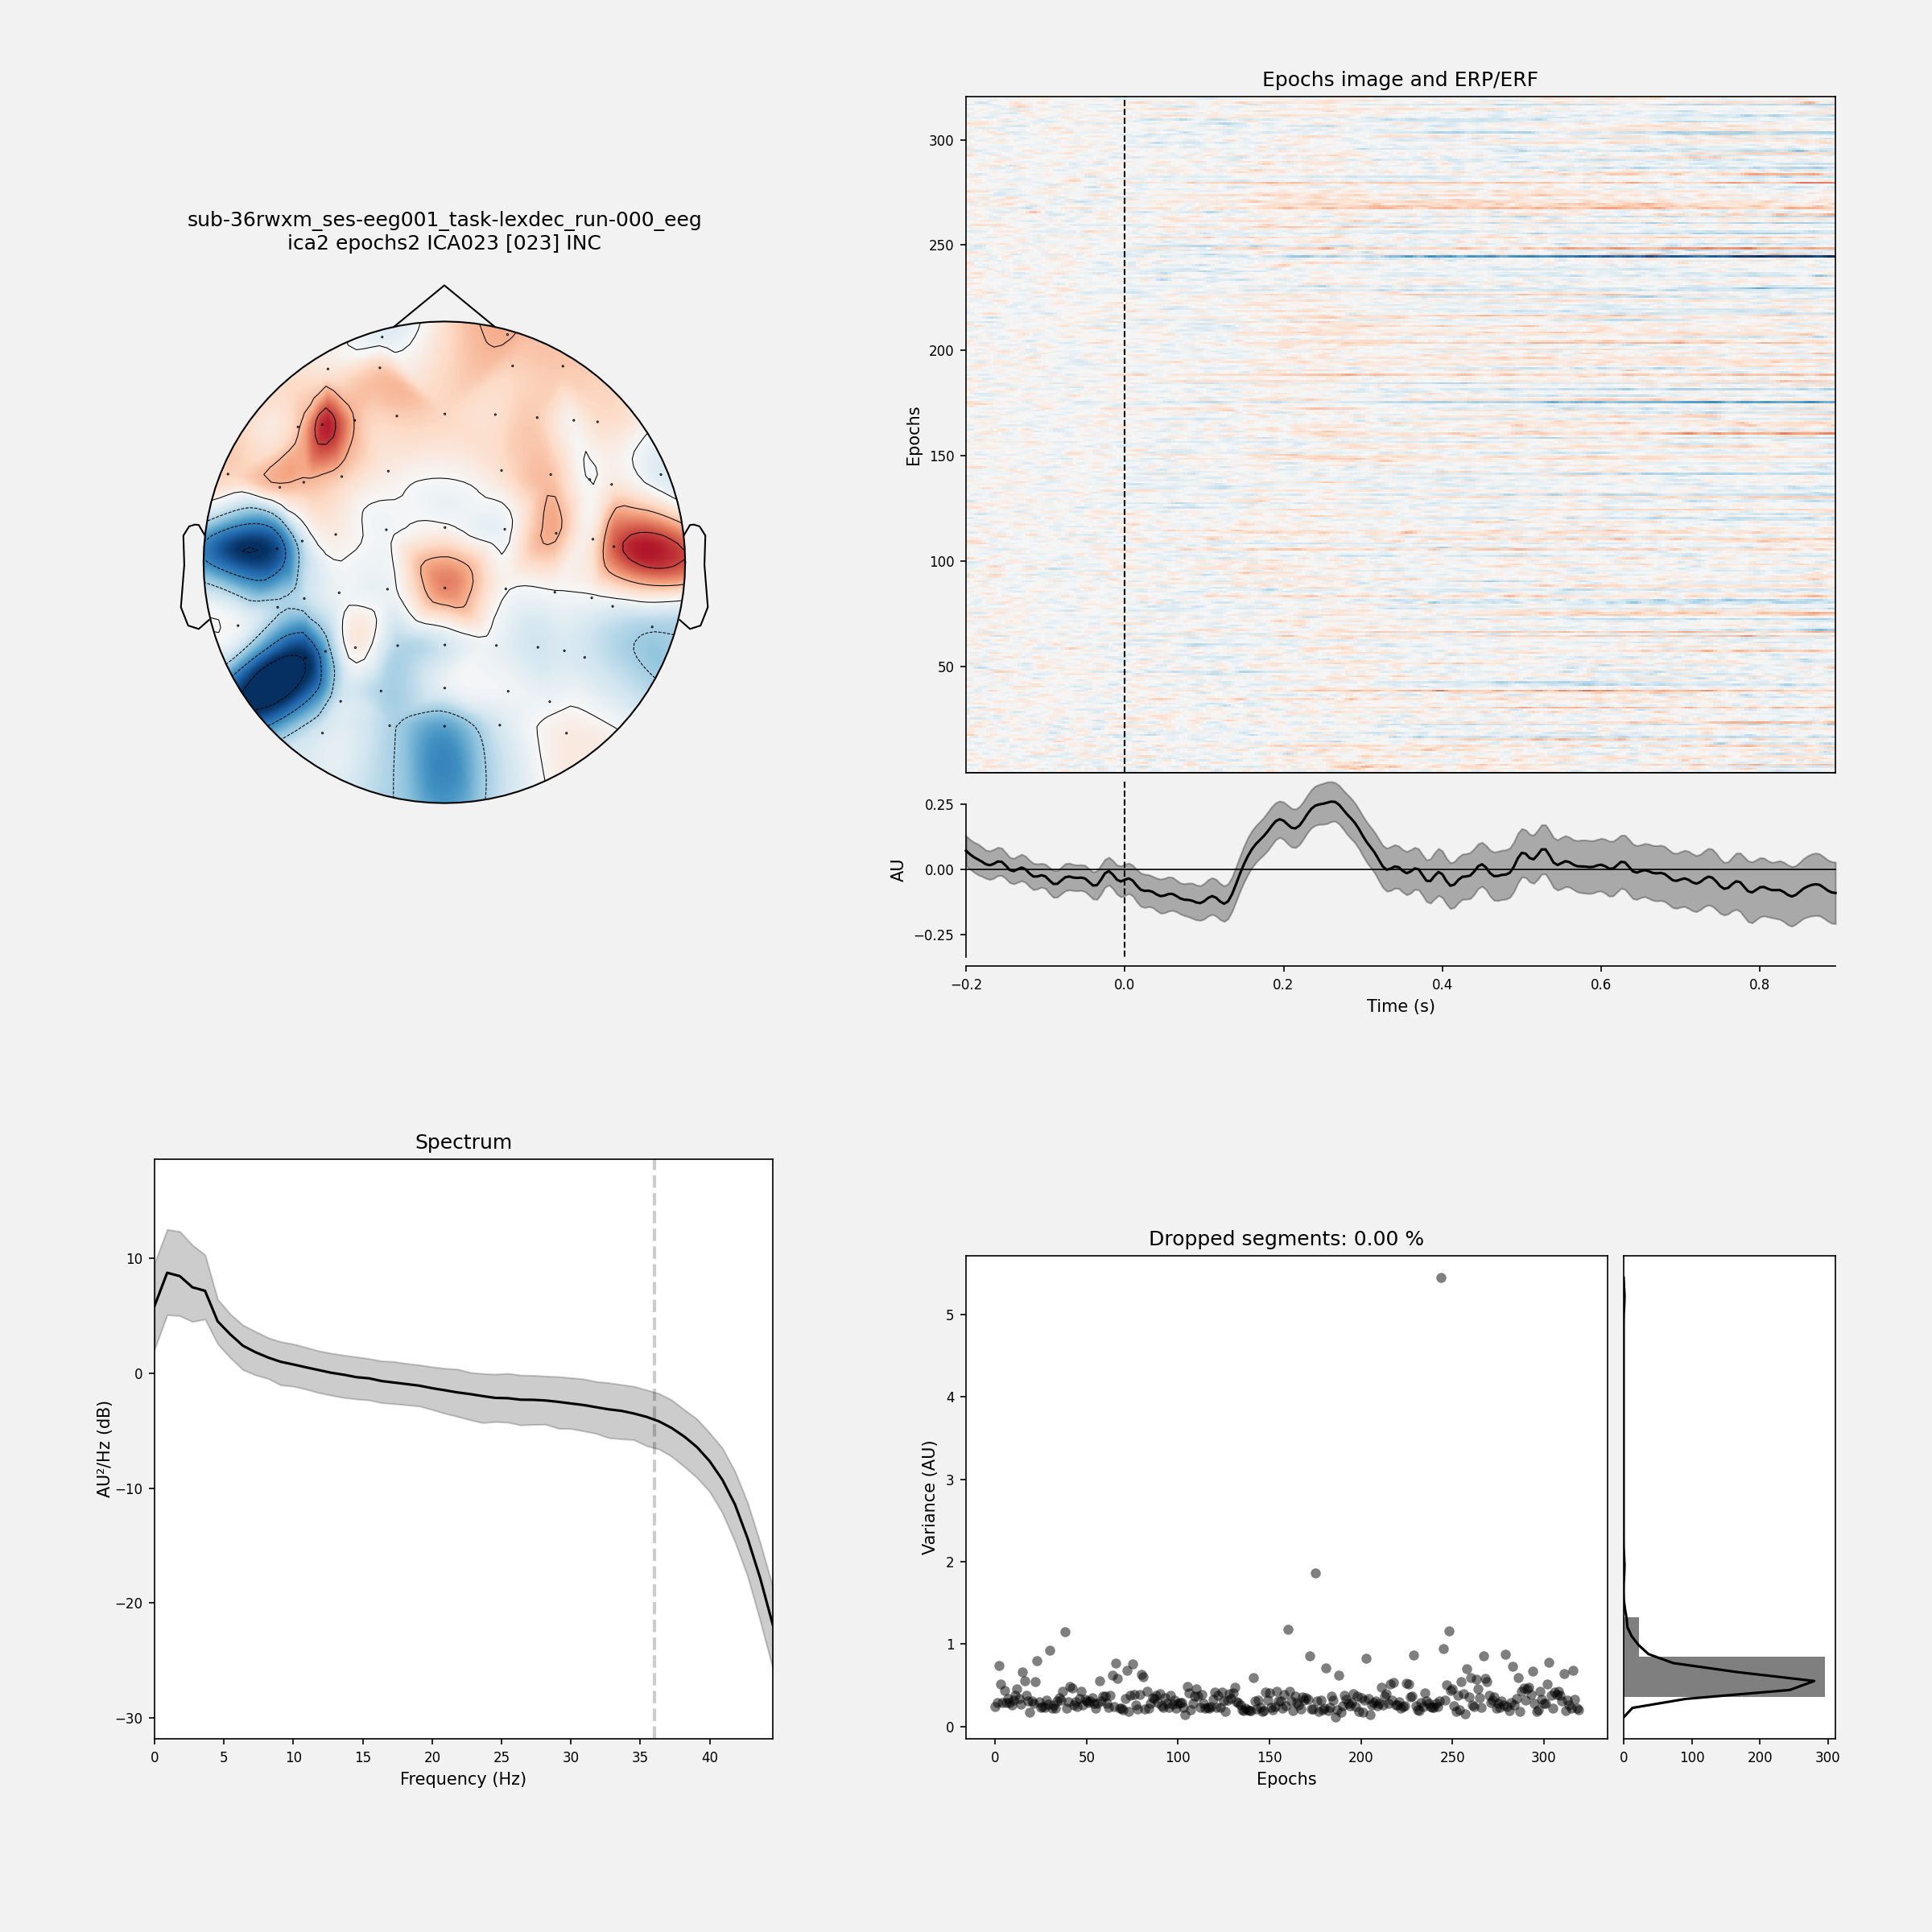 sub-36rwxm_ses-eeg001_task-lexdec_run-000_eeg
ica2 epochs2 ICA023 [023] INC
Epochs image and ERP/ERF
300
250
200
150
100
50
Epochs
0.25
0.00
−0.25
AU
−0.2 0.0 0.2 0.4 0.6 0.8
Time (s)
Spectrum
10
0
−10
−20
−30
AU²/Hz (dB)
0 5 10 15 20 25 30 35 40
Frequency (Hz)
Dropped segments: 0.00 %
5
4
3
2
1
0
Variance (AU)
0 50 100 150 200 250 300
Epochs
0 100 200 300